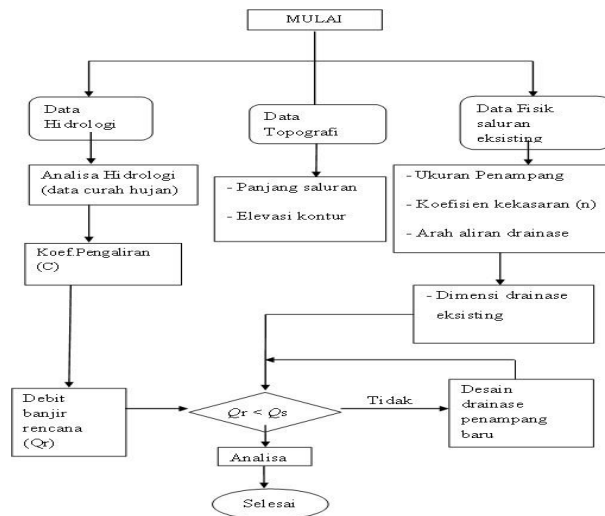 MULAI
Data
Hidrologi
Data
Topografi
Data Fisik
saluran
eksisting
Analisa Hidrologi
(data curah hujan)
- Panjang saluran
- Elevasi kontur
- Ukuran Penampang
- Koefisien kekasaran (n)
- Arah aliran drainase
Koef.Pengaliran
(C)
- Dimensi drainase
eksisting
Debit
banjir
rencana
(Qr)
Qr < Qs
Tidak
Desain
drainase
penampang
baru
Analisa
Selesai